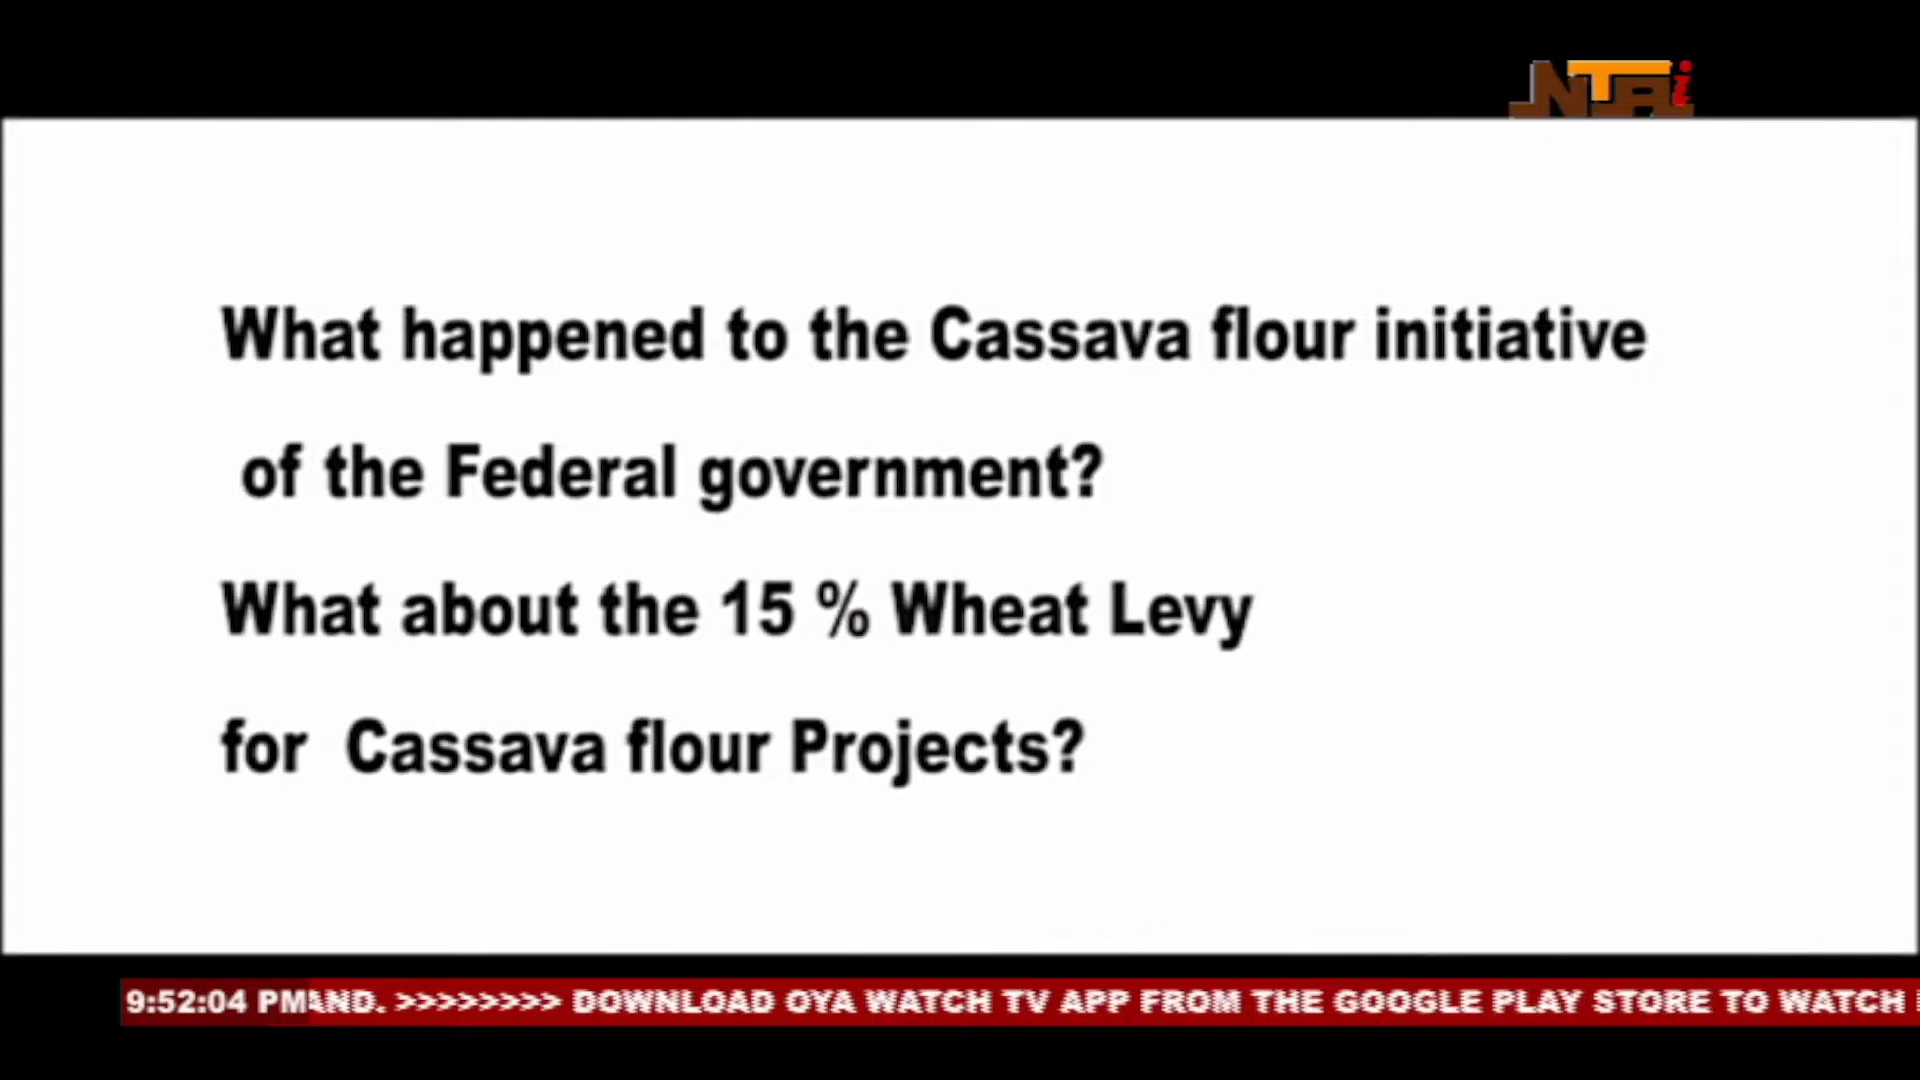 NTAi
What happened to the Cassava flour initiative
of the Federal government?
What about the 15 % Wheat Levy
for Cassava flour Projects?
9:52:04 PM AND. >>>>>>>>> DOWNLOAD OYA WATCH TV APP FROM THE GOOGLE PLAY STORE TO WATCH